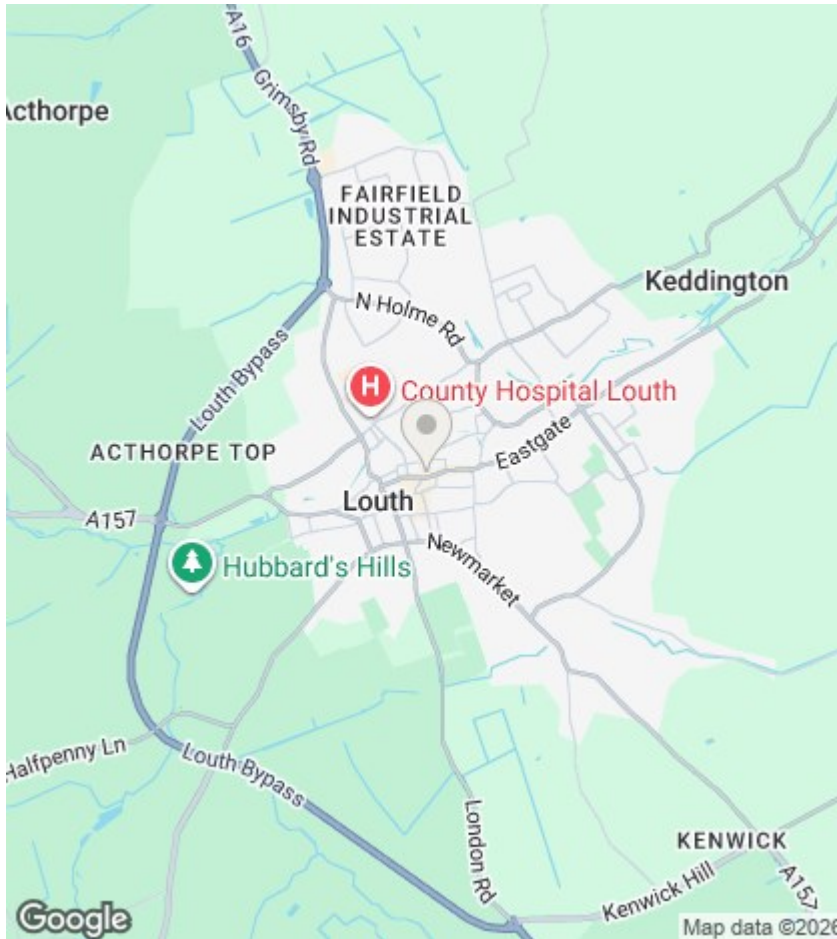 A16
Grimsby Rd
Acthorpe
FAIRFIELD
INDUSTRIAL
ESTATE
Keddington
N Holme Rd
Louth Bypass
H
County Hospital Louth
ACTHORPE TOP
Eastgate
Louth
A157
Newmarket
Hubbard's Hills
Halfpenny Ln
Louth Bypass
London Rd
KENWICK
A157
Kenwick Hill
Google
Map data ©2026